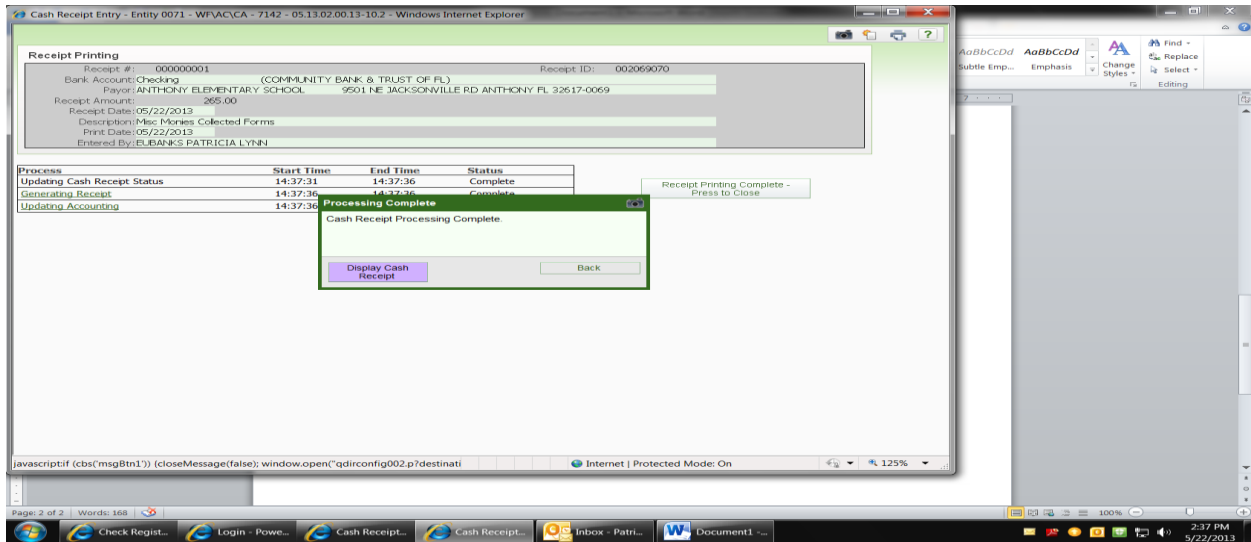 Cash Receipt Entry - Entity 0071 - WF\AC\CA - 7142 - 05.13.02.00.13-10.2 - Windows Internet Explorer
Receipt Printing
Receipt #: 000000001 Receipt ID: 002069070
Bank Account: Checking (COMMUNITY BANK & TRUST OF FL)
Payor: ANTHONY ELEMENTARY SCHOOL 9501 NE JACKSONVILLE RD ANTHONY FL 32617-0069
Receipt Amount: 265.00
Receipt Date: 05/22/2013
Description: Misc Monies Collected Forms
Print Date: 05/22/2013
Entered By: EUBANKS PATRICIA LYNN
Process Start Time End Time Status
Updating Cash Receipt Status 14:37:31 14:37:36 Complete
Generating Receipt 14:37:36 14:37:36 Complete
Updating Accounting 14:37:36
Receipt Printing Complete -
Press to Close
Processing Complete
Cash Receipt Processing Complete.
Display Cash
Receipt
Back
javascript:if (cbs('msgBtn1')) (closeMessage(false); window.open("qdirconfig002.p?destinati
Internet | Protected Mode: On
125%
AaBbCcDd AaBbCcDd
Subtle Emp... Emphasis
Change
Styles
Find
Replace
Select
Editing
7
Page: 2 of 2 Words: 168
100%
Check Regist... Login - Powe... Cash Receipt... Cash Receipt... Inbox - Patri... Document1 -...
2:37 PM
5/22/2013